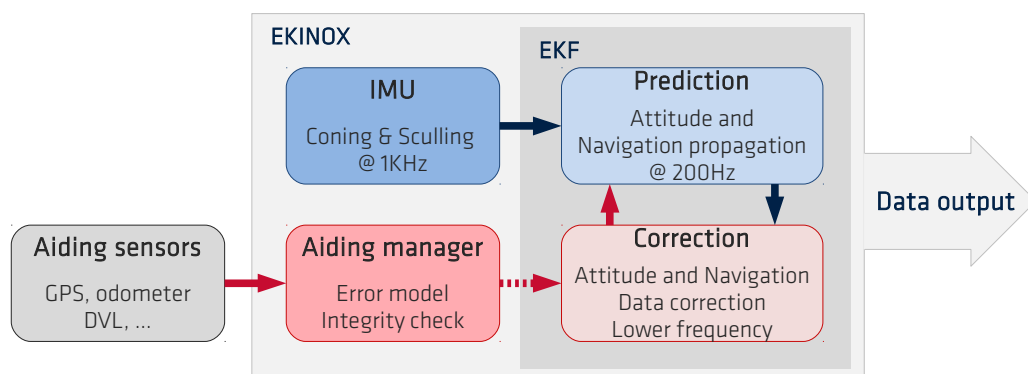 EKINOX
EKF
IMU
Coning & Sculling
@ 1KHz
Prediction
Attitude and
Navigation propagation
@ 200Hz
Data output
Aiding sensors
GPS, odometer
DVL, ...
Aiding manager
Error model
Integrity check
Correction
Attitude and Navigation
Data correction
Lower frequency